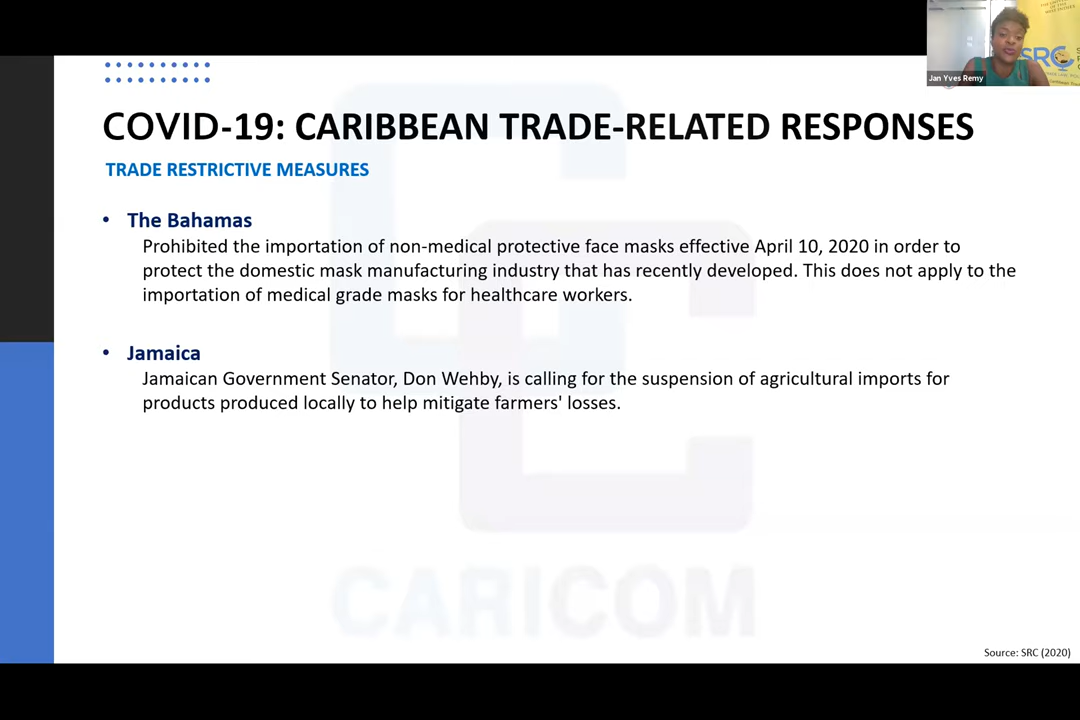 SRC
Jan Yves Remy
COVID-19: CARIBBEAN TRADE-RELATED RESPONSES
TRADE RESTRICTIVE MEASURES
• The Bahamas
Prohibited the importation of non-medical protective face masks effective April 10, 2020 in order to
protect the domestic mask manufacturing industry that has recently developed. This does not apply to the
importation of medical grade masks for healthcare workers.
• Jamaica
Jamaican Government Senator, Don Wehby, is calling for the suspension of agricultural imports for
products produced locally to help mitigate farmers' losses.
CARICOM
Source: SRC (2020)